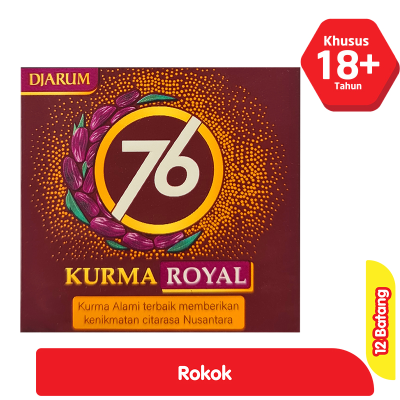 Khusus
18+
Tahun
DJARUM
76
KURMA ROYAL
Kurma Alami terbaik memberikan
kenikmatan citarasa Nusantara
12 Batang
Rokok